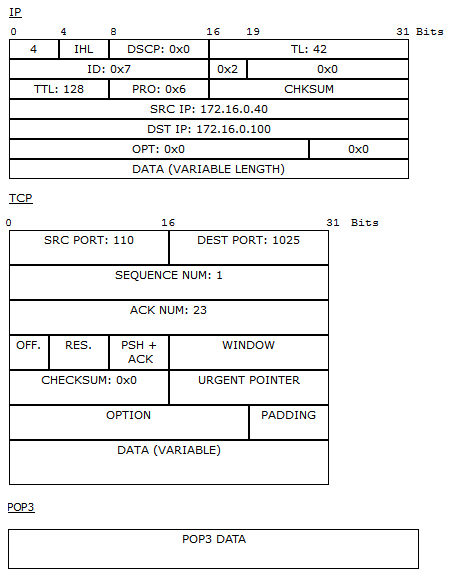 IP
0 4 8 16 19 31 Bits
4 IHL DSCP: 0x0 TL: 42
ID: 0x7 0x2 0x0
TTL: 128 PRO: 0x6 CHKSUM
SRC IP: 172.16.0.40
DST IP: 172.16.0.100
OPT: 0x0 0x0
DATA (VARIABLE LENGTH)
TCP
0 16 31 Bits
SRC PORT: 110 DEST PORT: 1025
SEQUENCE NUM: 1
ACK NUM: 23
OFF. RES. PSH + WINDOW
ACK
CHECKSUM: 0x0 URGENT POINTER
OPTION PADDING
DATA (VARIABLE)
POP3
POP3 DATA